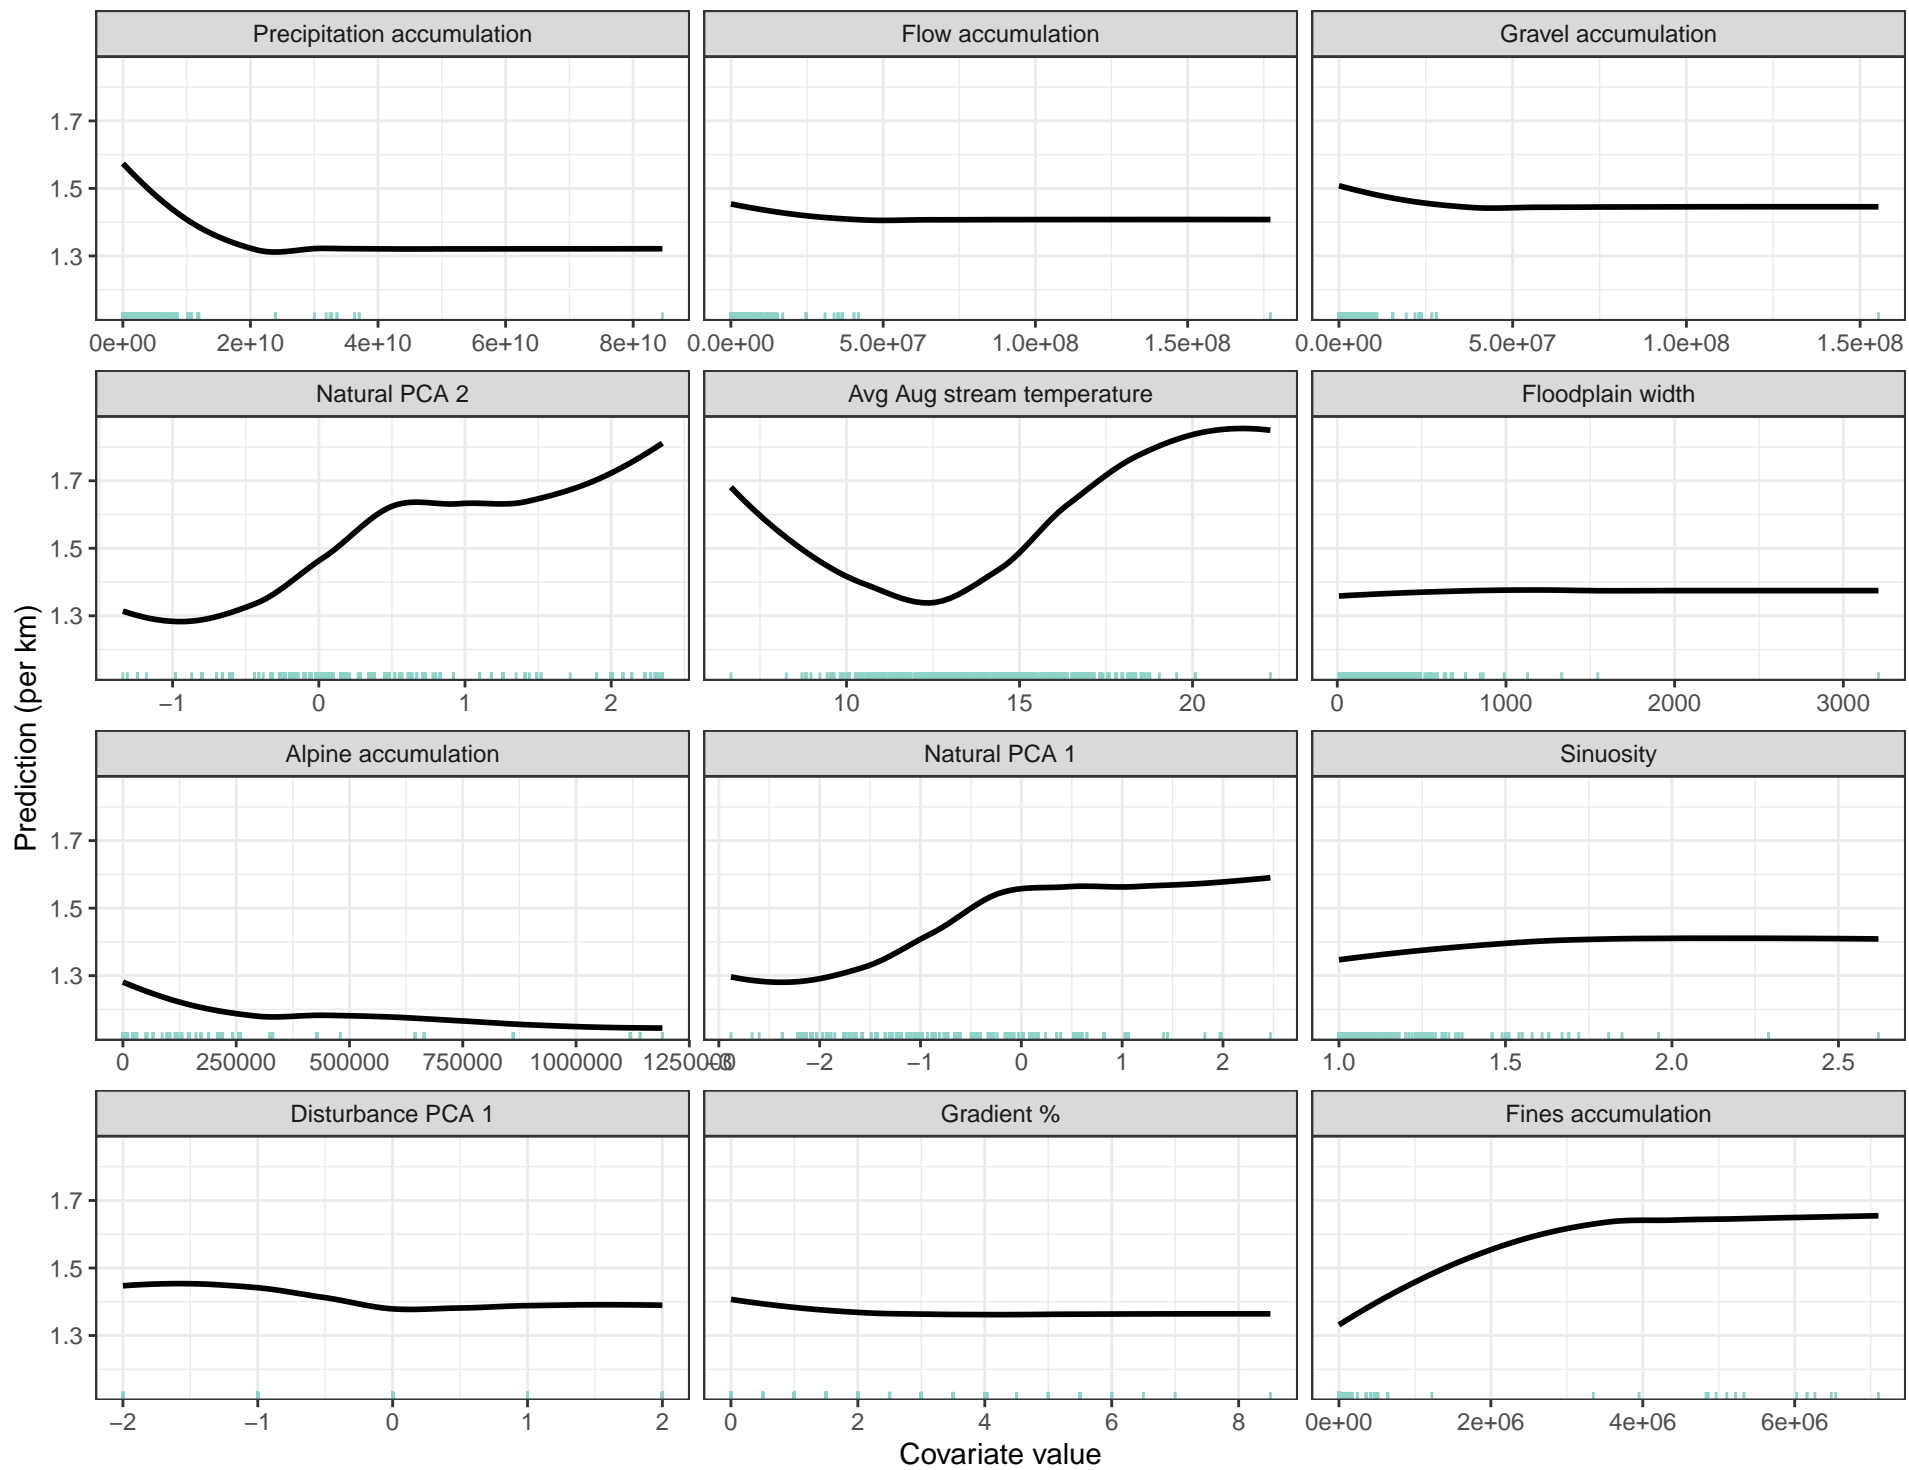 Precipitation accumulation Flow accumulation Gravel accumulation
1.7
1.5
1.3
0e+00 2e+10 4e+10 6e+10 8e+10 0.0e+00 5.0e+07 1.0e+08 1.5e+08 0.0e+00 5.0e+07 1.0e+08 1.5e+08
Natural PCA 2 Avg Aug stream temperature Floodplain width
1.7
1.5
1.3
−1 0 1 2 10 15 20 0 1000 2000 3000
Prediction (per km)
Alpine accumulation Natural PCA 1 Sinuosity
1.7
1.5
1.3
0 250000 500000 750000 1000000 1250000 −3 −2 −1 0 1 2 1.0 1.5 2.0 2.5
Disturbance PCA 1 Gradient % Fines accumulation
1.7
1.5
1.3
−2 −1 0 1 2 0 2 4 6 8 0e+00 2e+06 4e+06 6e+06
Covariate value